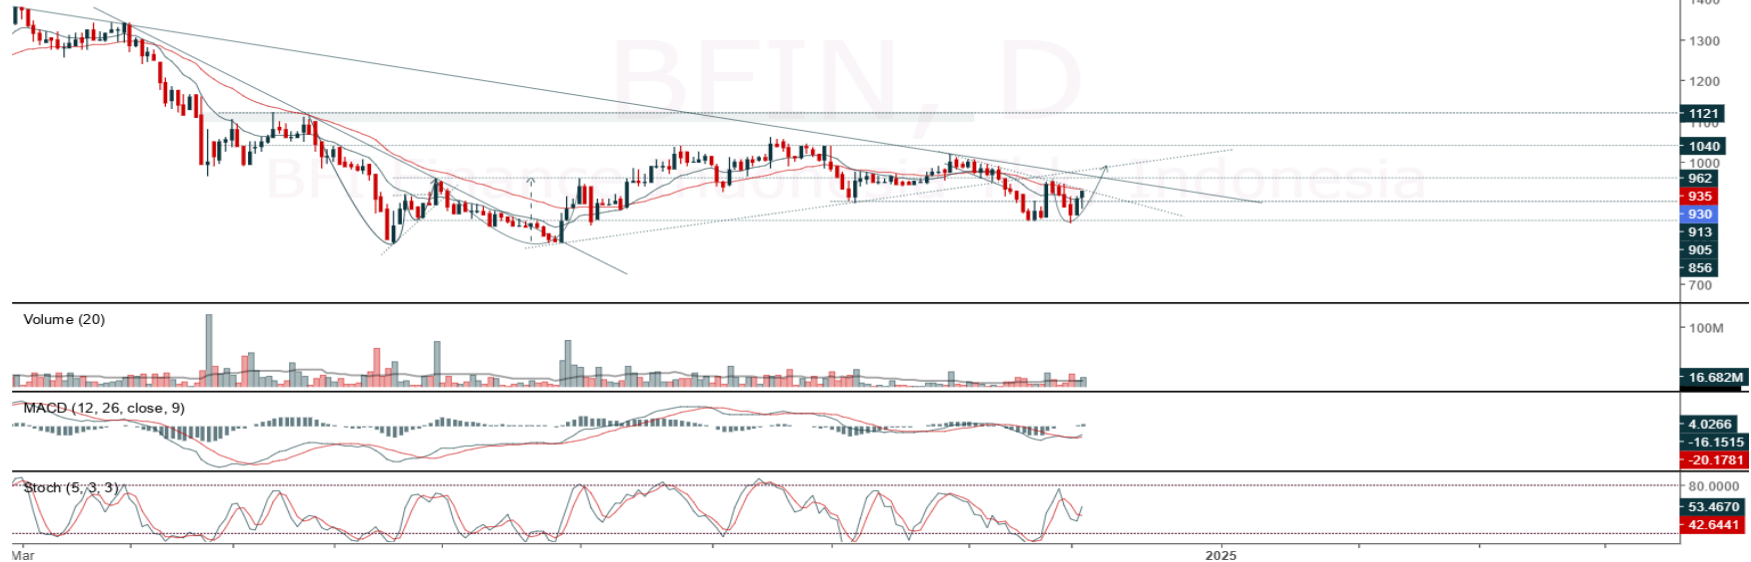 1400
BFIN, D
BFI Finance Indonesia Tbk. Indonesia
1300
1200
1121
1100
1040
1000
962
935
930
913
905
856
700
Volume (20)
100M
16.682M
MACD (12, 26, close, 9)
4.0266
-16.1515
-20.1781
Stoch (5, 3, 3)
80.0000
53.4670
42.6441
Mar
2025